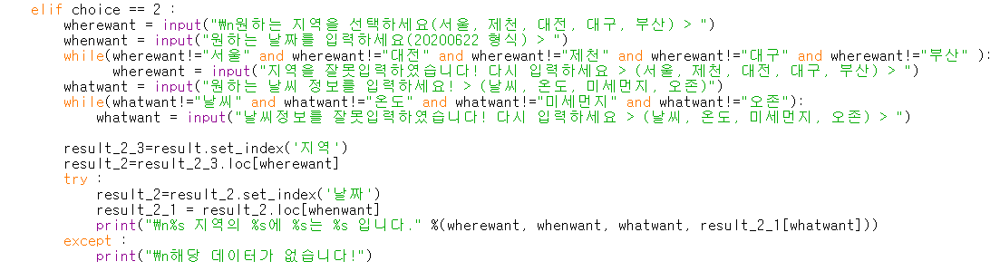 elif choice == 2 :
wherewant = input("₩n원하는 지역을 선택하세요(서울, 제천, 대전, 대구, 부산) > ")
whenwant = input("원하는 날짜를 입력하세요(20200622 형식) > ")
while(wherewant!="서울" and wherewant!="대전" and wherewant!="제천" and wherewant!="대구" and wherewant!="부산" ):
wherewant = input("지역을 잘못입력하였습니다! 다시 입력하세요 > (서울, 제천, 대전, 대구, 부산) > ")
whatwant = input("원하는 날씨 정보를 입력하세요! > (날씨, 온도, 미세먼지, 오존)")
while(whatwant!="날씨" and whatwant!="온도" and whatwant!="미세먼지" and whatwant!="오존"):
whatwant = input("날씨정보를 잘못입력하였습니다! 다시 입력하세요 > (날씨, 온도, 미세먼지, 오존) > ")
result_2_3=result.set_index('지역')
result_2=result_2_3.loc[wherewant]
try :
result_2=result_2.set_index('날짜')
result_2_1 = result_2.loc[whenwant]
print("₩n%s 지역의 %s에 %s는 %s 입니다." %(wherewant, whenwant, whatwant, result_2_1[whatwant]))
except :
print("₩n해당 데이터가 없습니다!")